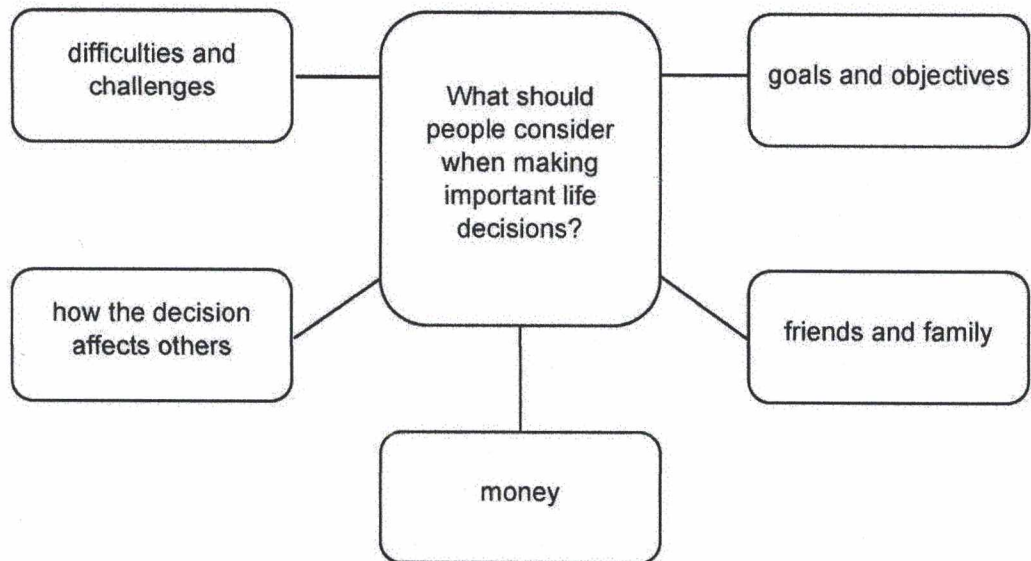 difficulties and
challenges
What should
people consider
when making
important life
decisions?
goals and objectives
how the decision
affects others
friends and family
money